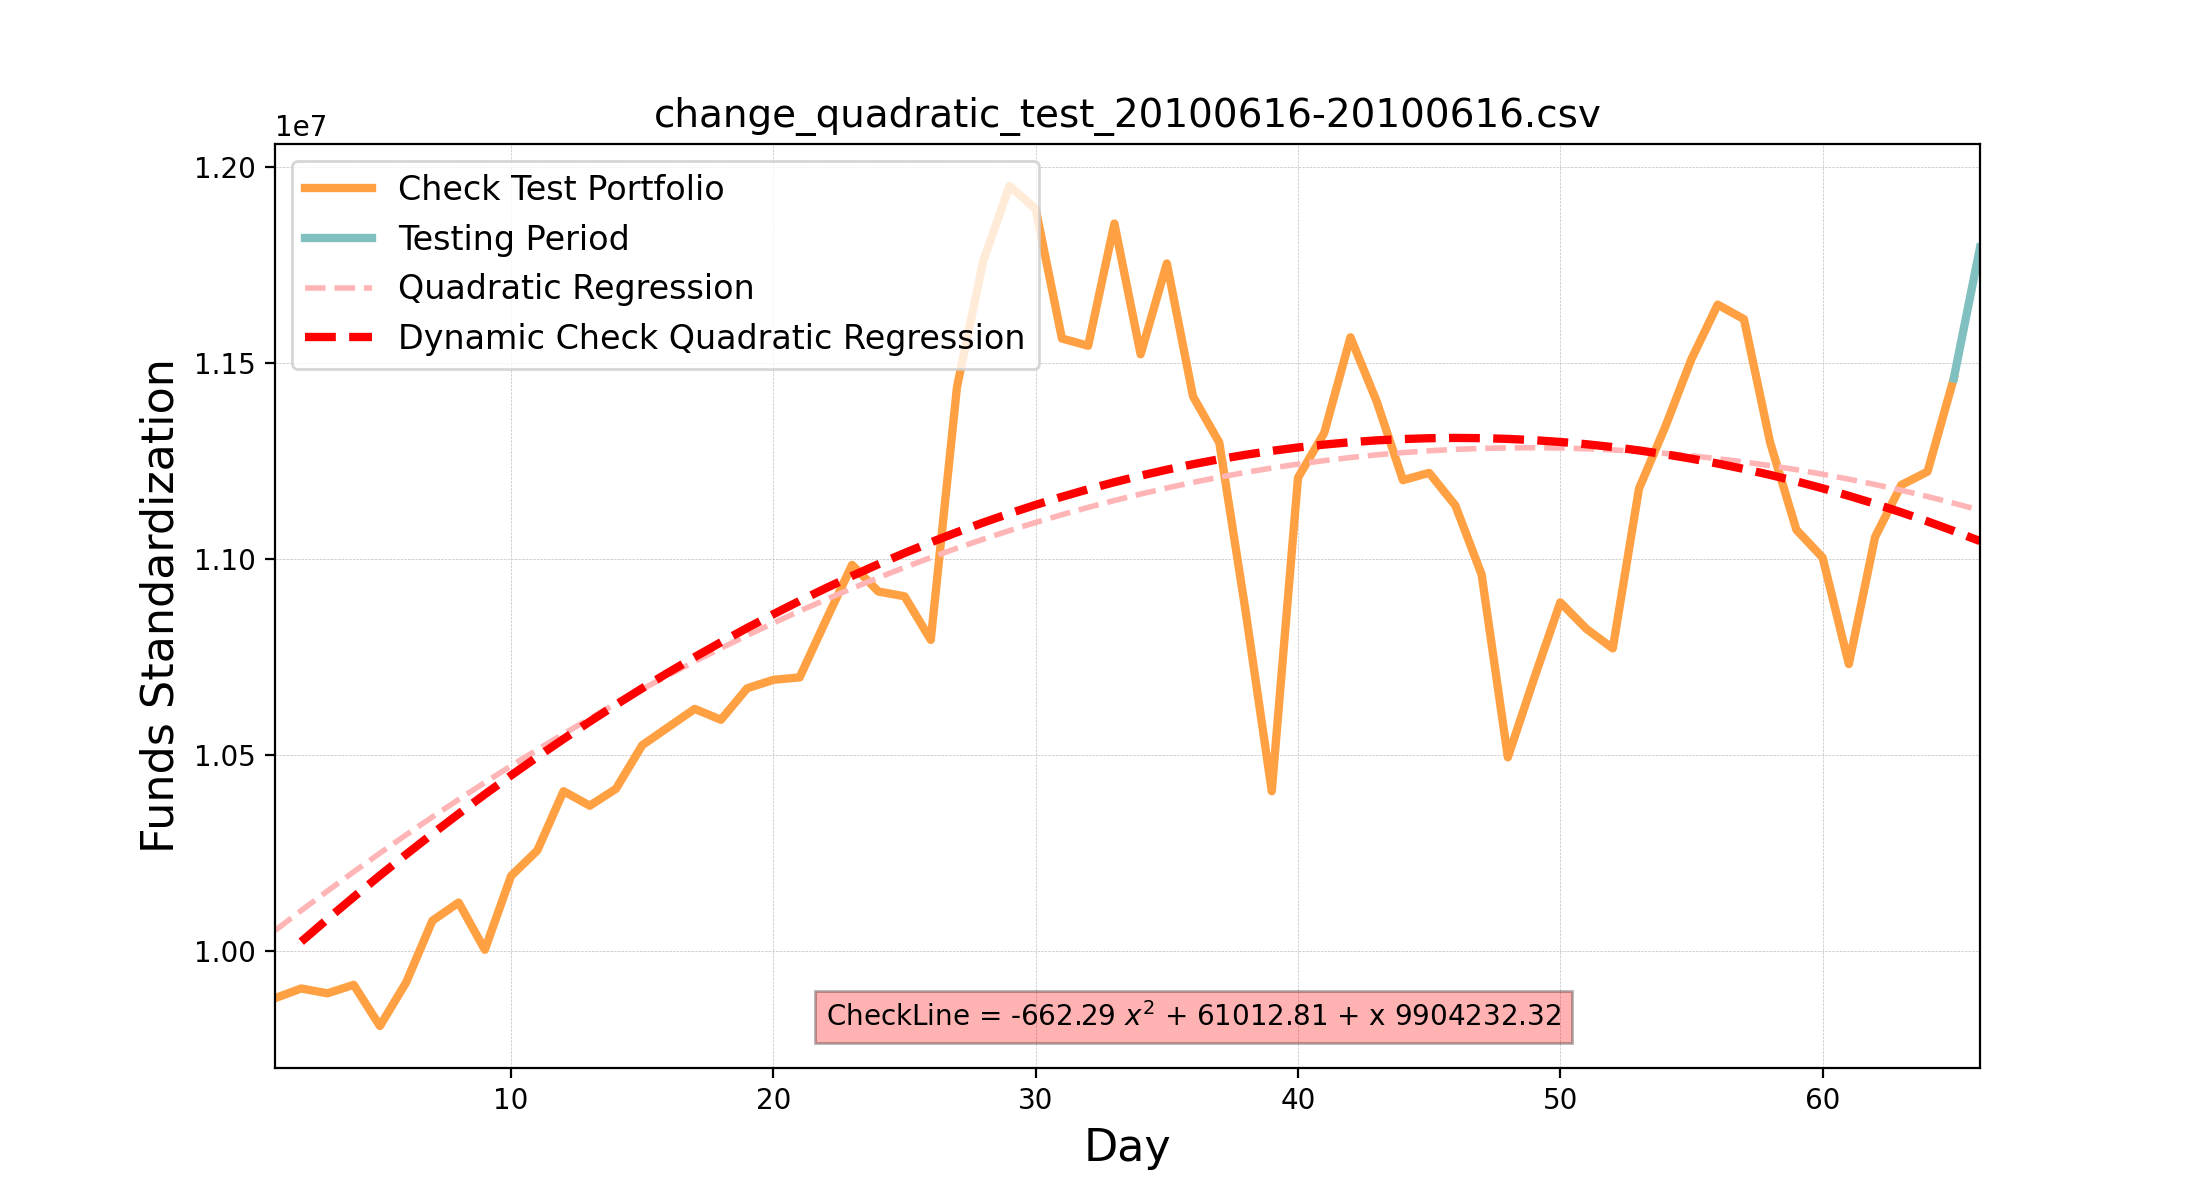 change_quadratic_test_20100616-20100616.csv
1e7
1.20
1.15
1.10
1.05
1.00
Funds Standardization
Check Test Portfolio
Testing Period
Quadratic Regression
Dynamic Check Quadratic Regression
CheckLine = -662.29 x² + 61012.81 + x 9904232.32
10 20 30 40 50 60
Day